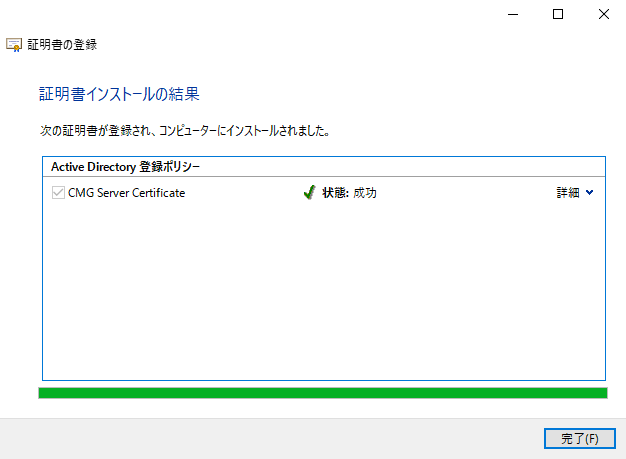 証明書の登録
証明書インストールの結果
次の証明書が登録され、コンピューターにインストールされました。
Active Directory 登録ポリシー
CMG Server Certificate 状態: 成功 詳細
完了(F)